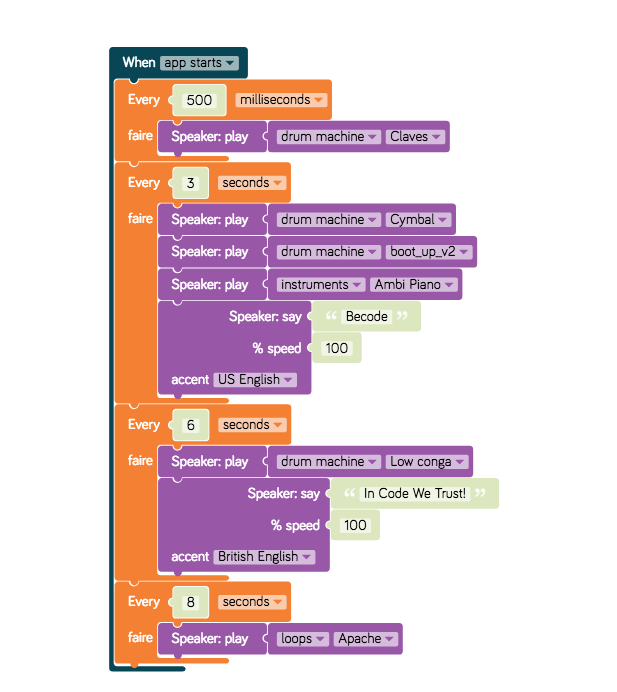 When app starts
Every 500 milliseconds
faire Speaker: play drum machine Claves
Every 3 seconds
faire Speaker: play drum machine Cymbal
Speaker: play drum machine boot_up_v2
Speaker: play instruments Ambi Piano
Speaker: say “ Becode ”
% speed 100
accent US English
Every 6 seconds
faire Speaker: play drum machine Low conga
Speaker: say “ In Code We Trust! ”
% speed 100
accent British English
Every 8 seconds
faire Speaker: play loops Apache